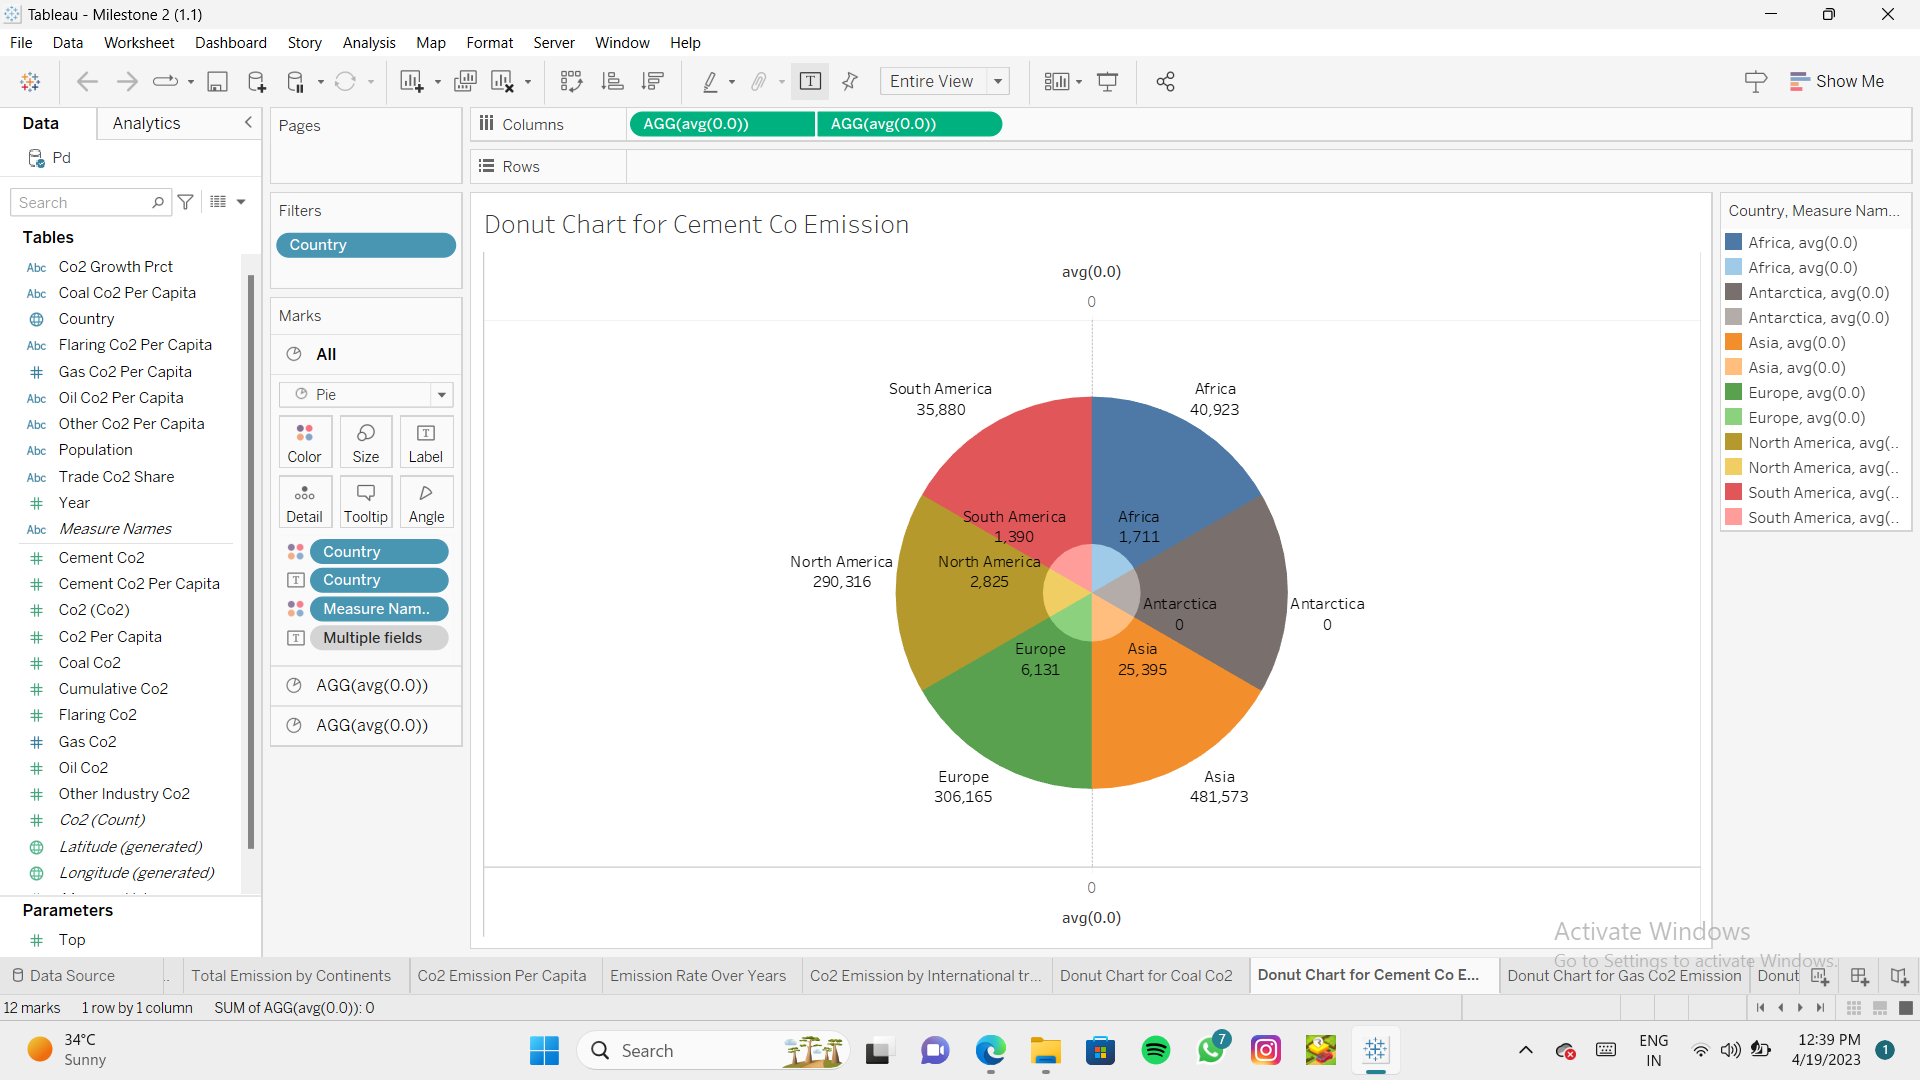 Tableau - Milestone 2 (1.1)
File Data Worksheet Dashboard Story Analysis Map Format Server Window Help
Entire View
Show Me
Data
Analytics
Pd
Search
Tables
Abc Co2 Growth Prct
Abc Coal Co2 Per Capita
Country
Abc Flaring Co2 Per Capita
# Gas Co2 Per Capita
Abc Oil Co2 Per Capita
Abc Other Co2 Per Capita
Abc Population
Abc Trade Co2 Share
# Year
Abc Measure Names
# Cement Co2
# Cement Co2 Per Capita
# Co2 (Co2)
# Co2 Per Capita
# Coal Co2
# Cumulative Co2
# Flaring Co2
# Gas Co2
# Oil Co2
# Other Industry Co2
# Co2 (Count)
Latitude (generated)
Longitude (generated)
Parameters
# Top
Pages
Filters
Country
Marks
All
Pie
Color Size Label
Detail Tooltip Angle
Country
Country
Measure Nam..
Multiple fields
AGG(avg(0.0))
AGG(avg(0.0))
Columns
AGG(avg(0.0))
AGG(avg(0.0))
Rows
Donut Chart for Cement Co Emission
avg(0.0)
0
South America
35,880
Africa
40,923
South America
1,390
Africa
1,711
North America
290,316
North America
2,825
Antarctica
0
Antarctica
0
Europe
6,131
Asia
25,395
Europe
306,165
Asia
481,573
0
avg(0.0)
Country, Measure Nam...
Africa, avg(0.0)
Africa, avg(0.0)
Antarctica, avg(0.0)
Antarctica, avg(0.0)
Asia, avg(0.0)
Asia, avg(0.0)
Europe, avg(0.0)
Europe, avg(0.0)
North America, avg(..
North America, avg(..
South America, avg(..
South America, avg(..
Activate Windows
Go to Settings to activate Windows.
Data Source
..
Total Emission by Continents
Co2 Emission Per Capita
Emission Rate Over Years
Co2 Emission by International tr...
Donut Chart for Coal Co2
Donut Chart for Cement Co E...
Donut Chart for Gas Co2 Emission
Donut
12 marks 1 row by 1 column SUM of AGG(avg(0.0)): 0
34°C
Sunny
Search
7
ENG
IN
12:39 PM
4/19/2023
1